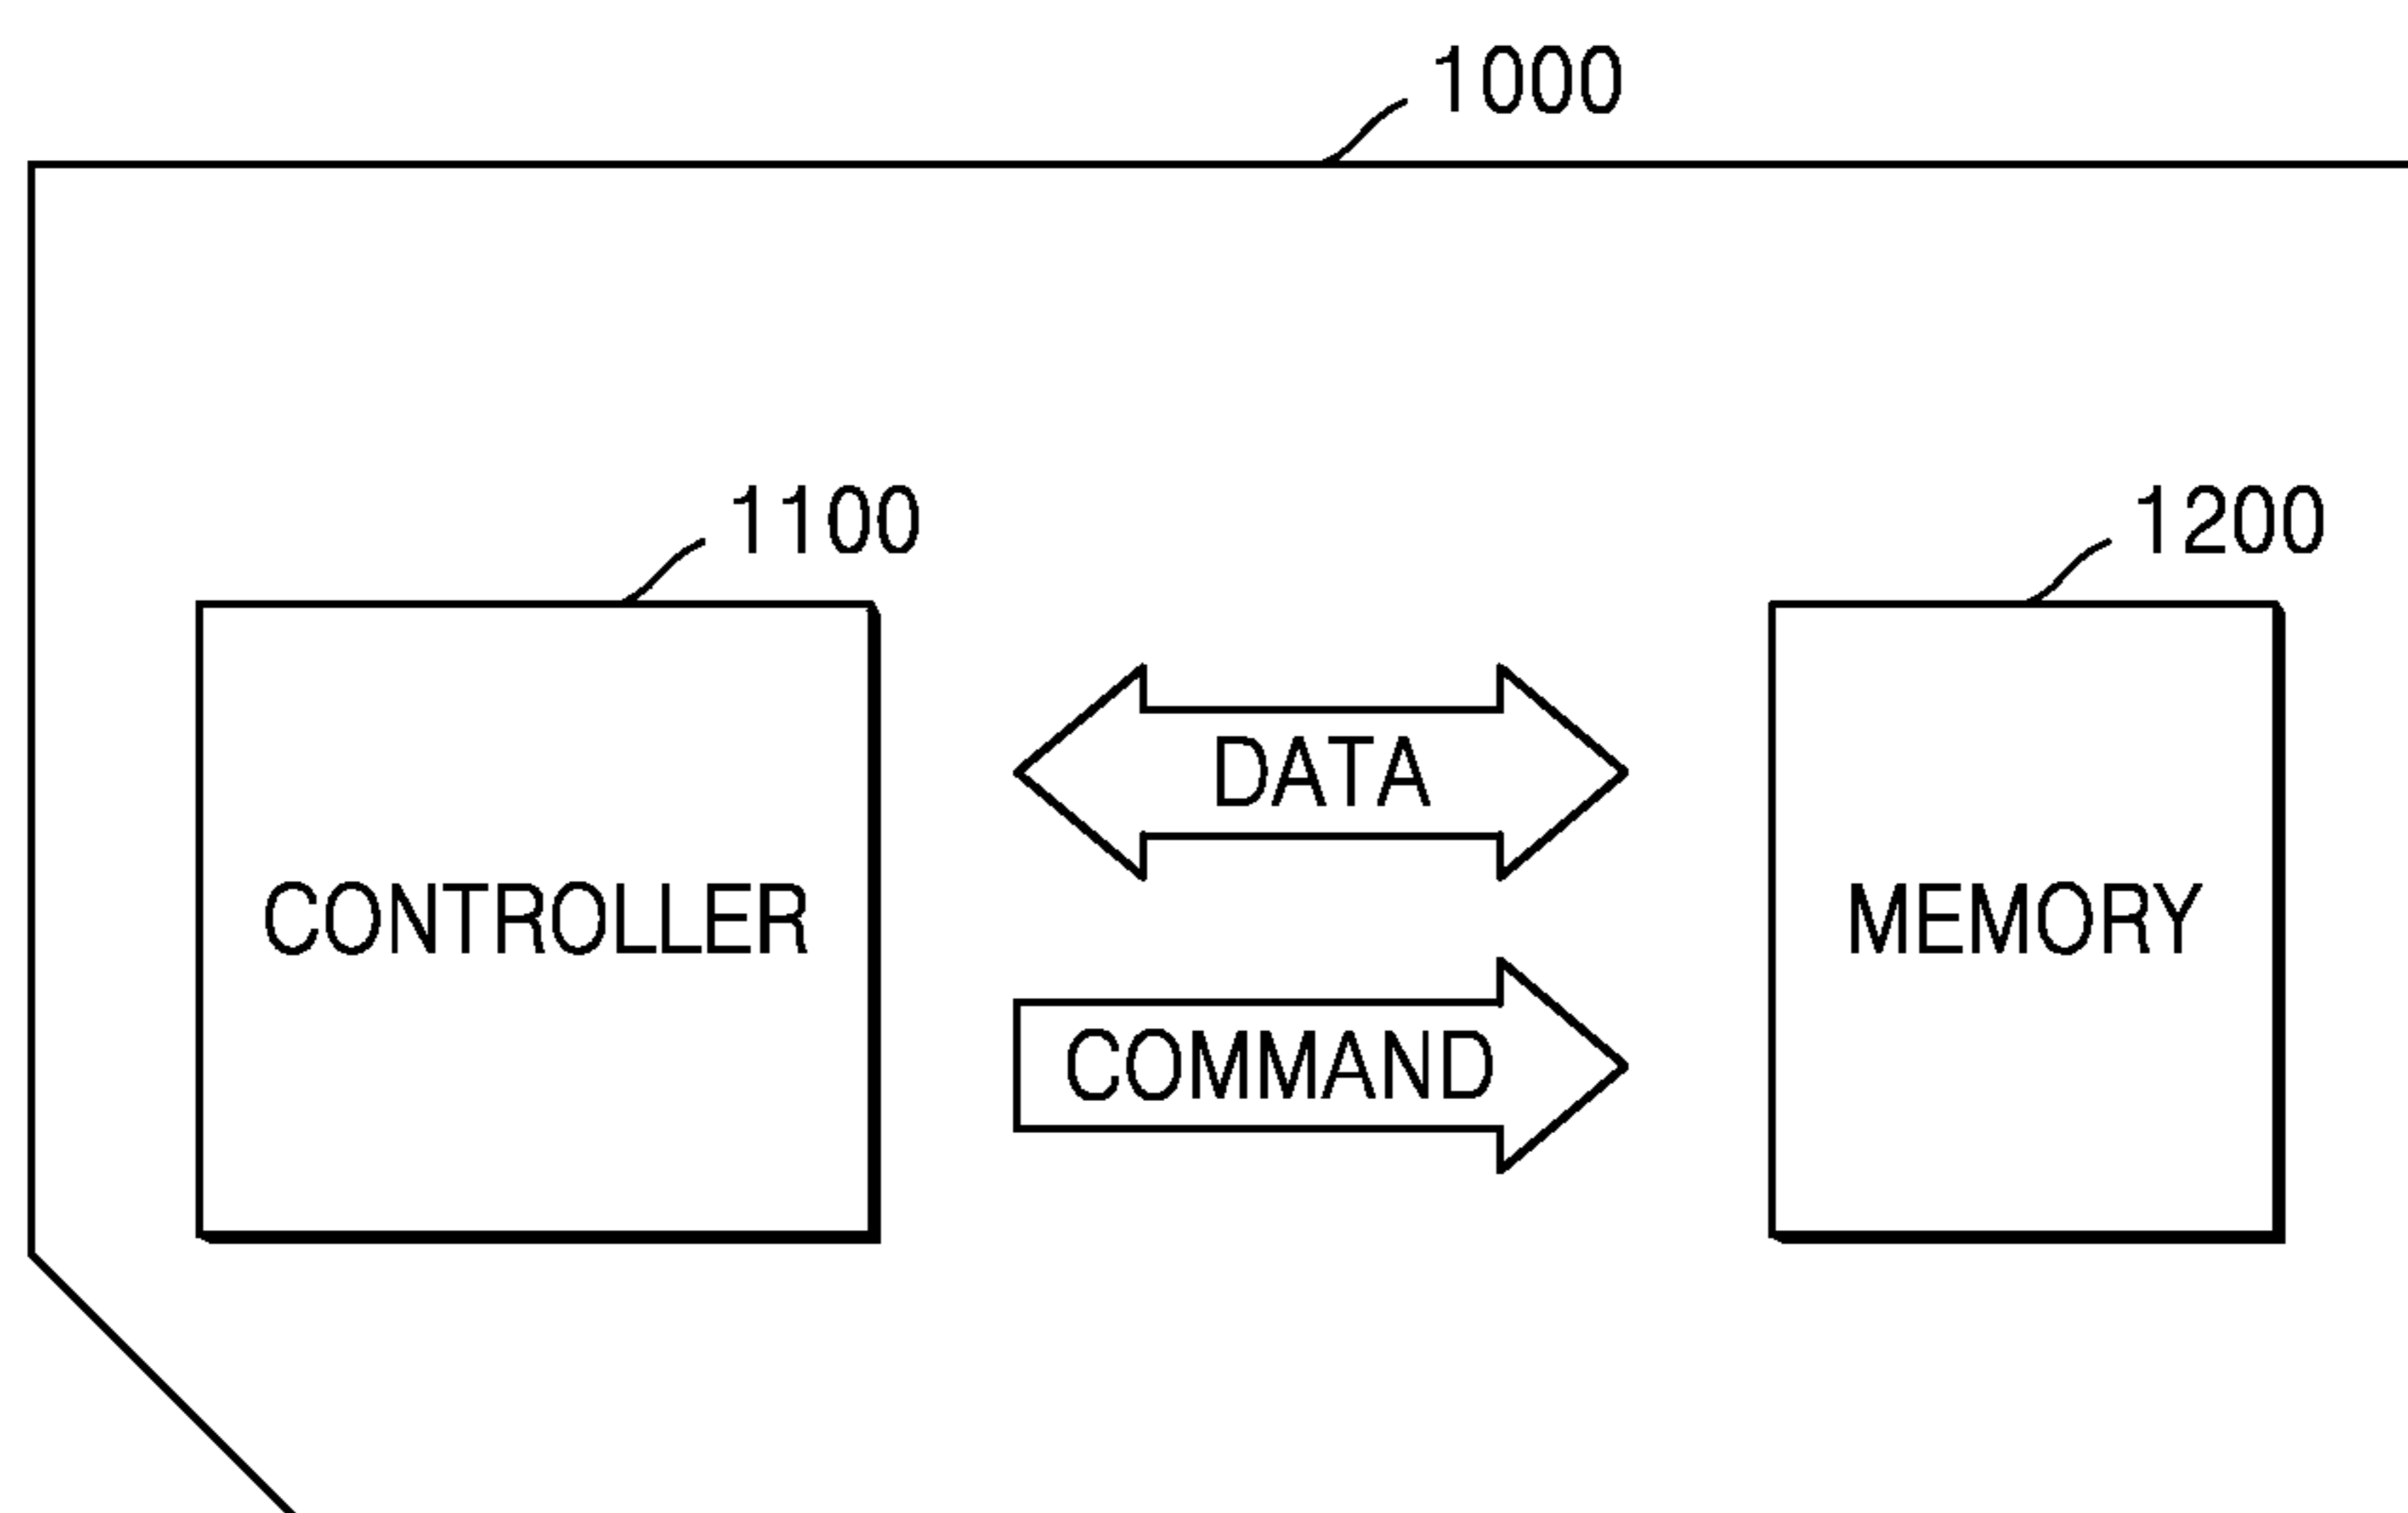 1000
1100
1200
DATA
CONTROLLER
MEMORY
COMMAND